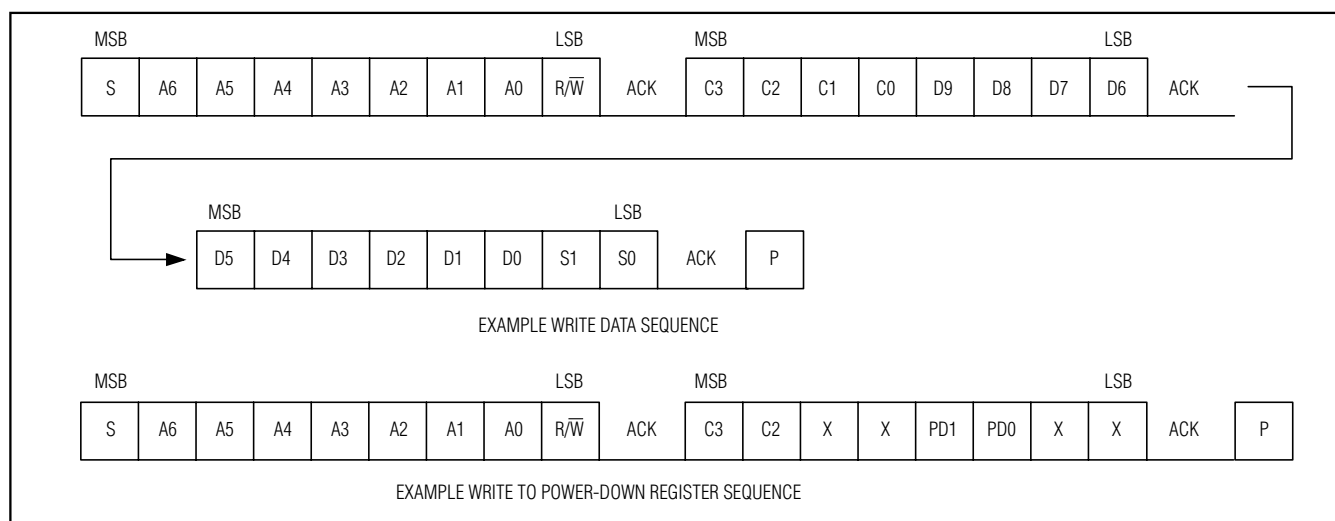 MSB LSB MSB LSB
S A6 A5 A4 A3 A2 A1 A0 R/W̅ ACK C3 C2 C1 C0 D9 D8 D7 D6 ACK
MSB LSB
D5 D4 D3 D2 D1 D0 S1 S0 ACK P
EXAMPLE WRITE DATA SEQUENCE
MSB LSB MSB LSB
S A6 A5 A4 A3 A2 A1 A0 R/W̅ ACK C3 C2 X X PD1 PD0 X X ACK P
EXAMPLE WRITE TO POWER-DOWN REGISTER SEQUENCE